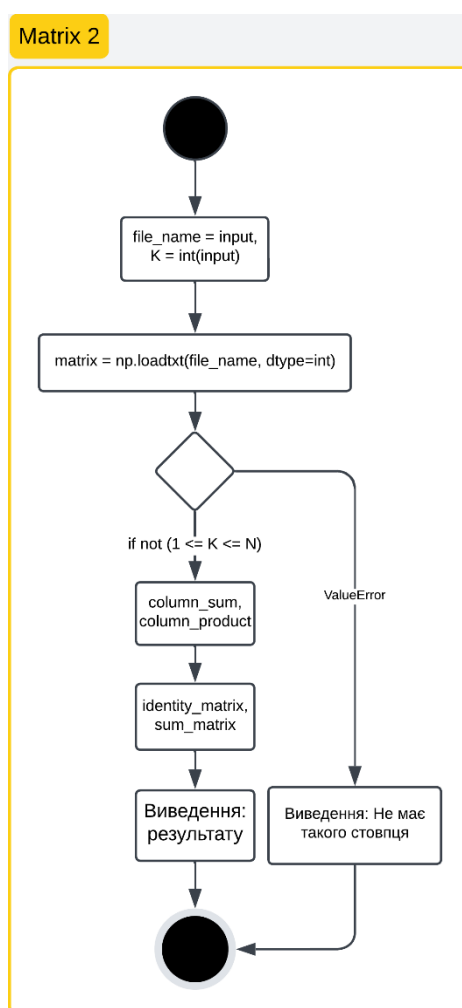 Matrix 2
file_name = input,
K = int(input)
matrix = np.loadtxt(file_name, dtype=int)
if not (1 <= K <= N)
ValueError
column_sum,
column_product
identity_matrix,
sum_matrix
Виведення:
результату
Виведення: Не має
такого стовпця